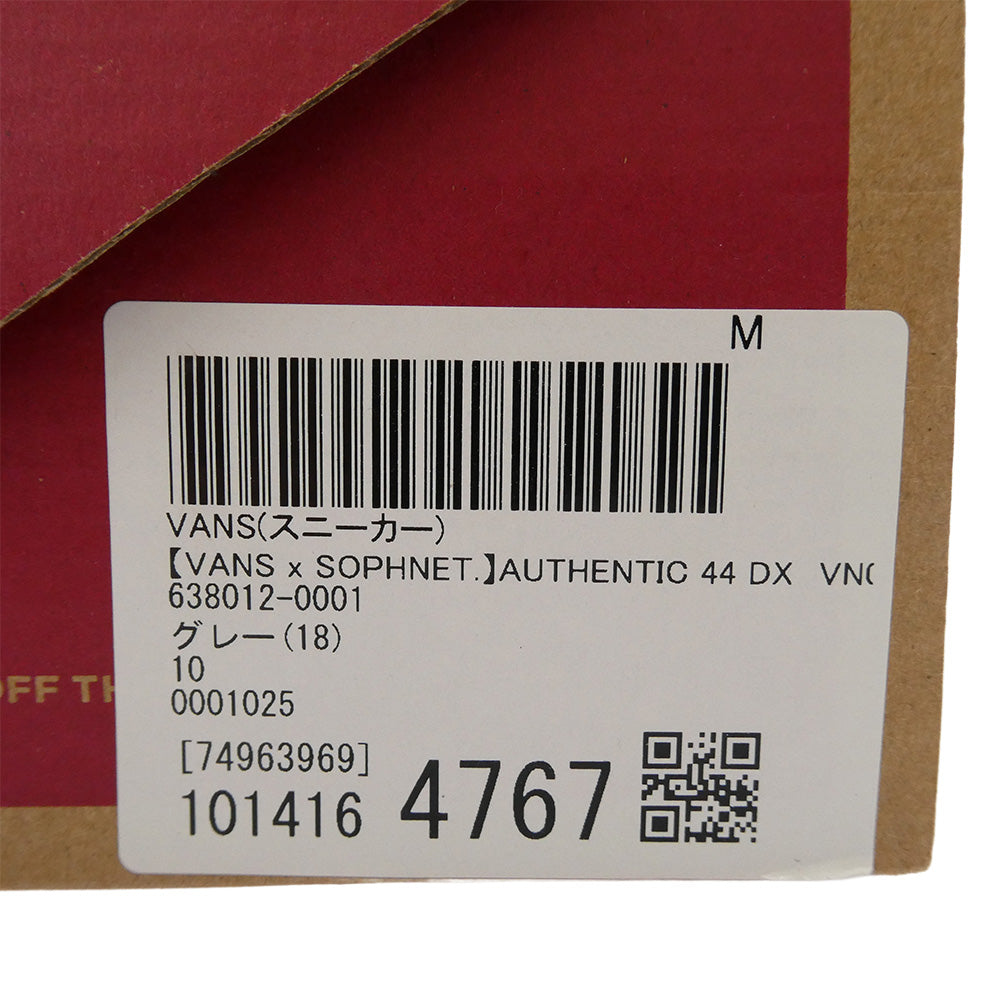 M
VANS(スニーカー)
【VANS x SOPHNET.】AUTHENTIC 44 DX VN
638012-0001
グレー(18)
10
0001025
OFF TH
[74963969]
101416 4767